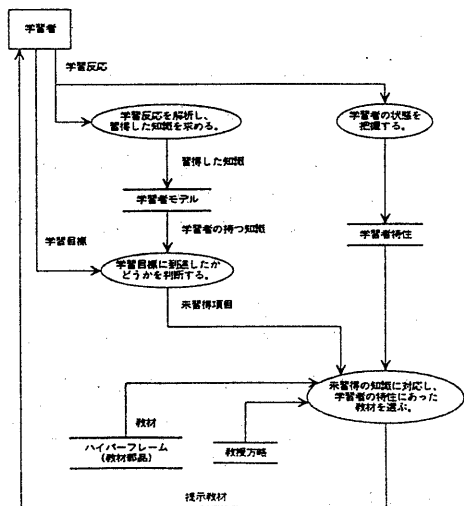 学習者
学習反応
学習反応を解析し、
習得した知識を求める。
学習者の状態を
把握する。
習得した知識
学習者モデル
学習者の持つ知識
学習者特性
学習目標
学習目標に到達したか
どうかを判断する。
未習得項目
未習得の知識に対応し、
学習者の特性にあった
教材を選ぶ。
教材
ハイパーフレーム
(教材部品)
教授方略
提示教材